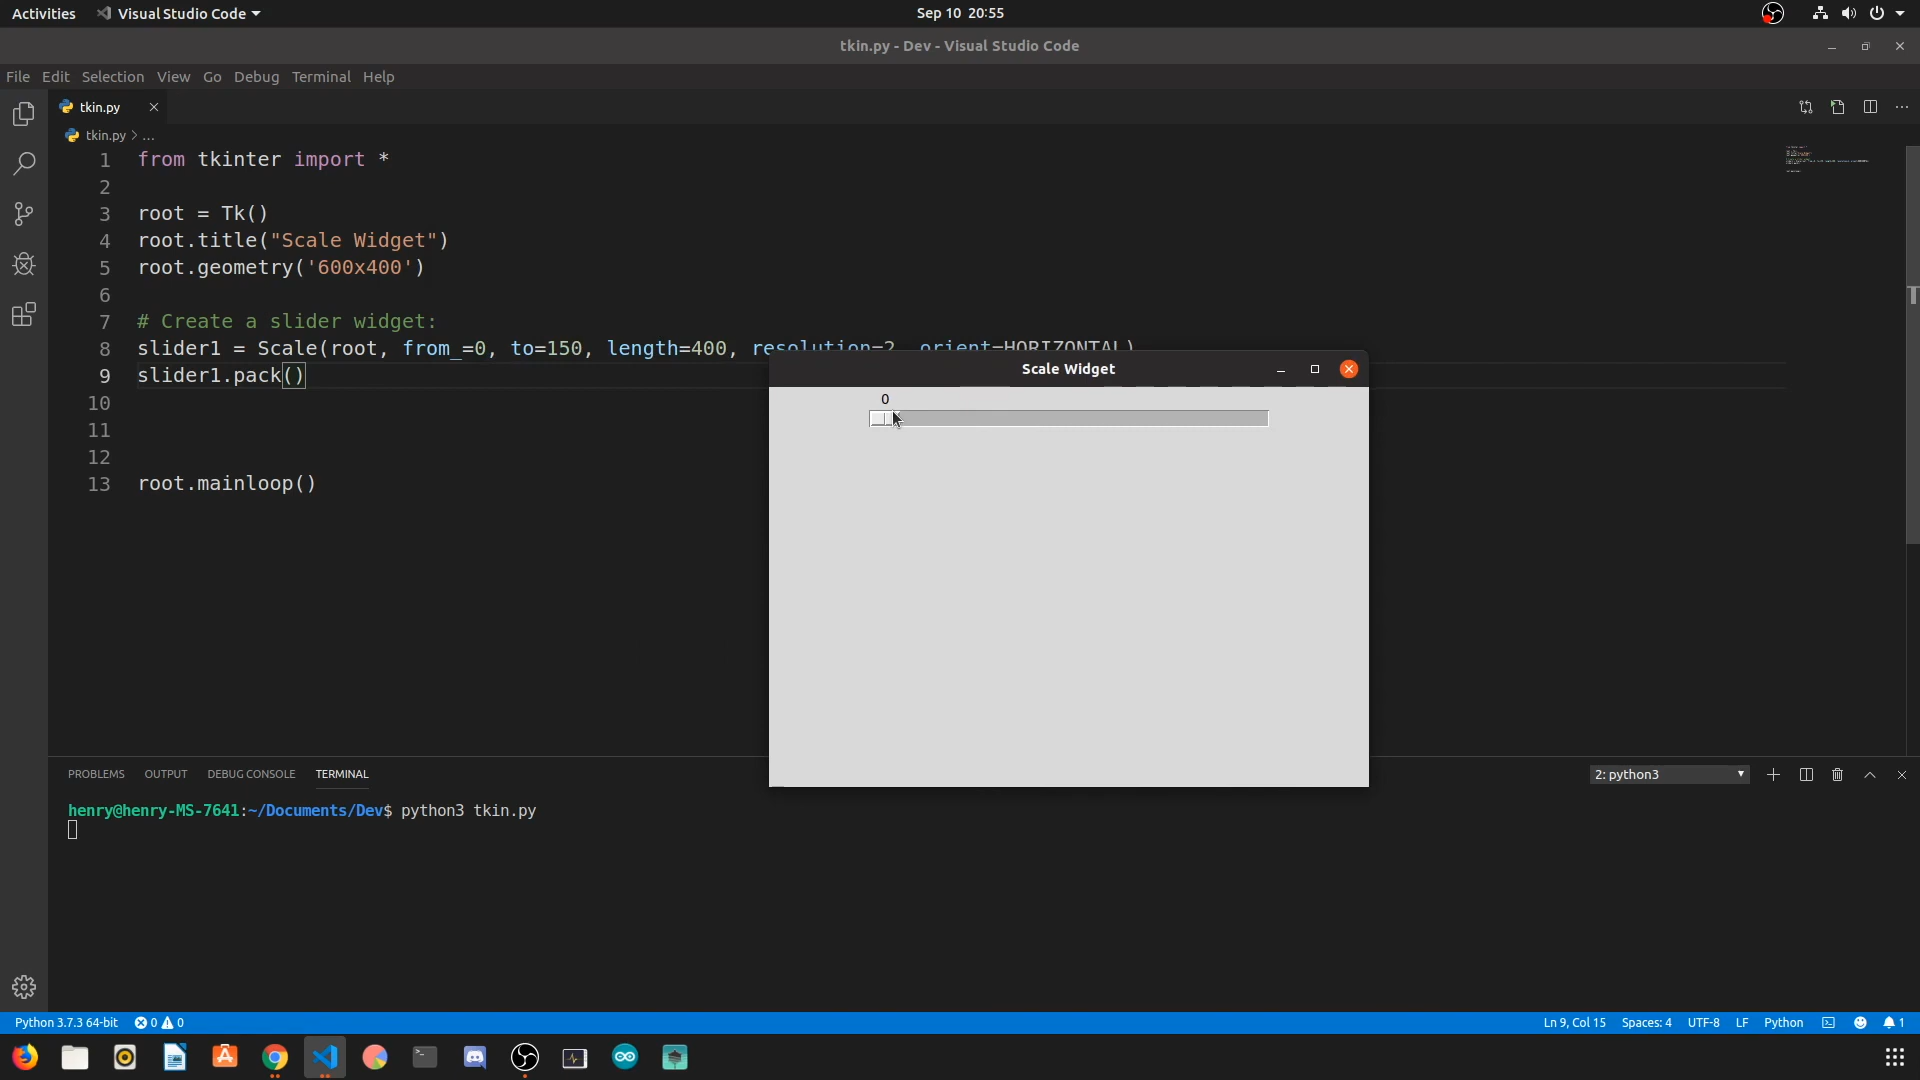 Activities Visual Studio Code Sep 10 20:55
tkin.py - Dev - Visual Studio Code
File Edit Selection View Go Debug Terminal Help
tkin.py
tkin.py > ...
1 from tkinter import *
2
3 root = Tk()
4 root.title("Scale Widget")
5 root.geometry('600x400')
6
7 # Create a slider widget:
8 slider1 = Scale(root, from_=0, to=150, length=400, resolution=2, orient=HORIZONTAL)
9 slider1.pack()
10
11
12
13 root.mainloop()
Scale Widget
0
PROBLEMS OUTPUT DEBUG CONSOLE TERMINAL
2: python3
henry@henry-MS-7641:~/Documents/Dev$ python3 tkin.py
Python 3.7.3 64-bit 0 0 Ln 9, Col 15 Spaces: 4 UTF-8 LF Python 1